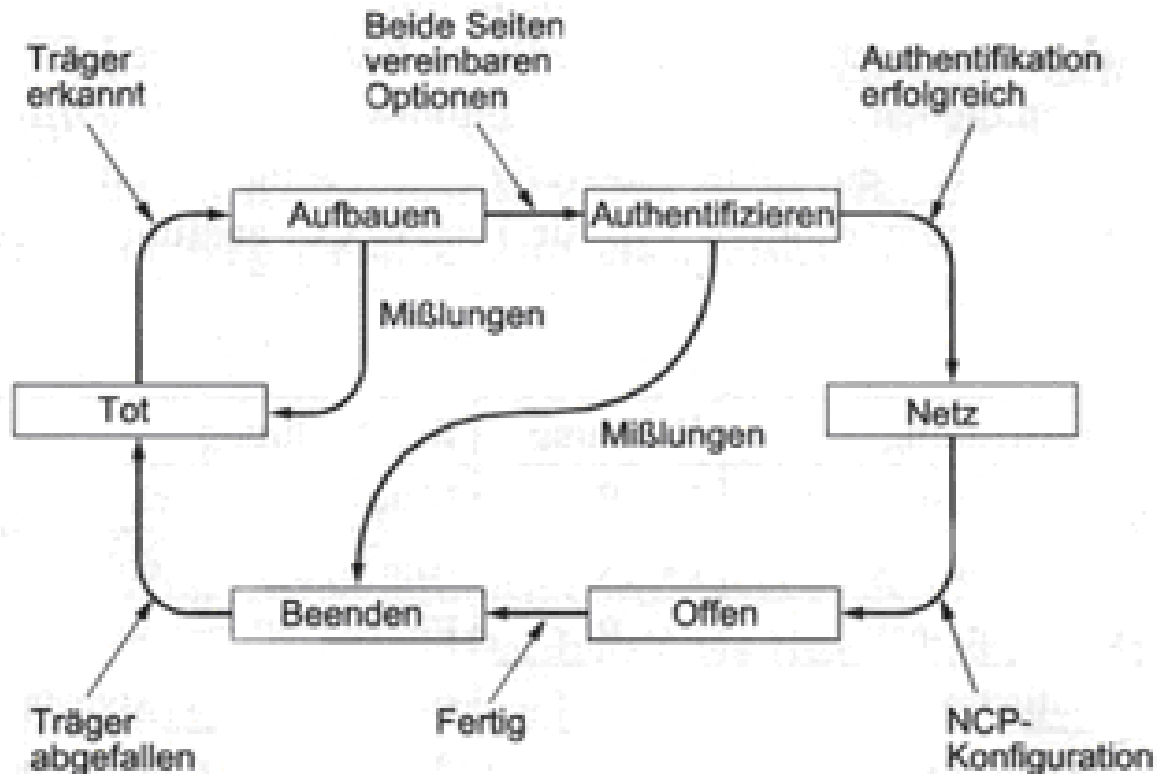 Träger
erkannt
Beide Seiten
vereinbaren
Optionen
Authentifikation
erfolgreich
Aufbauen
Authentifizieren
Mißlungen
Tot
Mißlungen
Netz
Beenden
Offen
Träger
abgefallen
Fertig
NCP-
Konfiguration